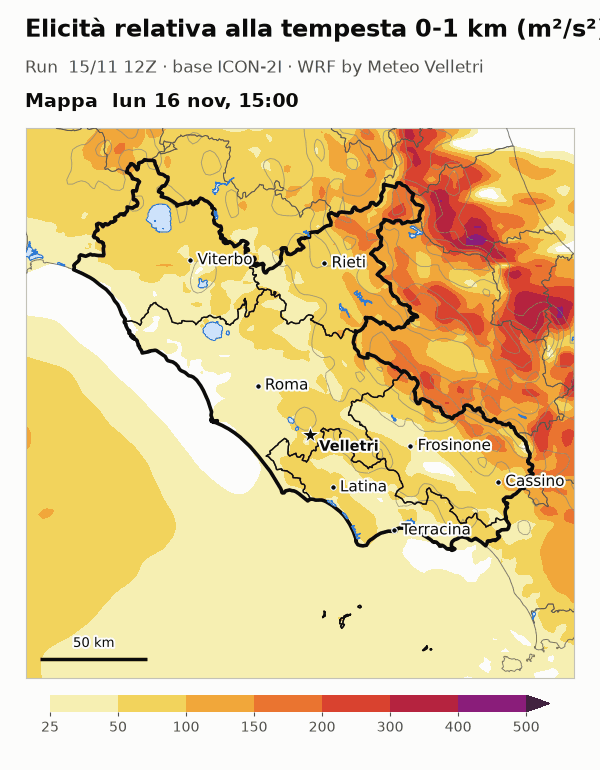 Elicità relativa alla tempesta 0-1 km (m²/s²)
Run 15/11 12Z · base ICON-2I · WRF by Meteo Velletri
Mappa lun 16 nov, 15:00
Viterbo
Rieti
Roma
Velletri
Frosinone
Latina
Cassino
Terracina
50 km
25 50 100 150 200 300 400 500